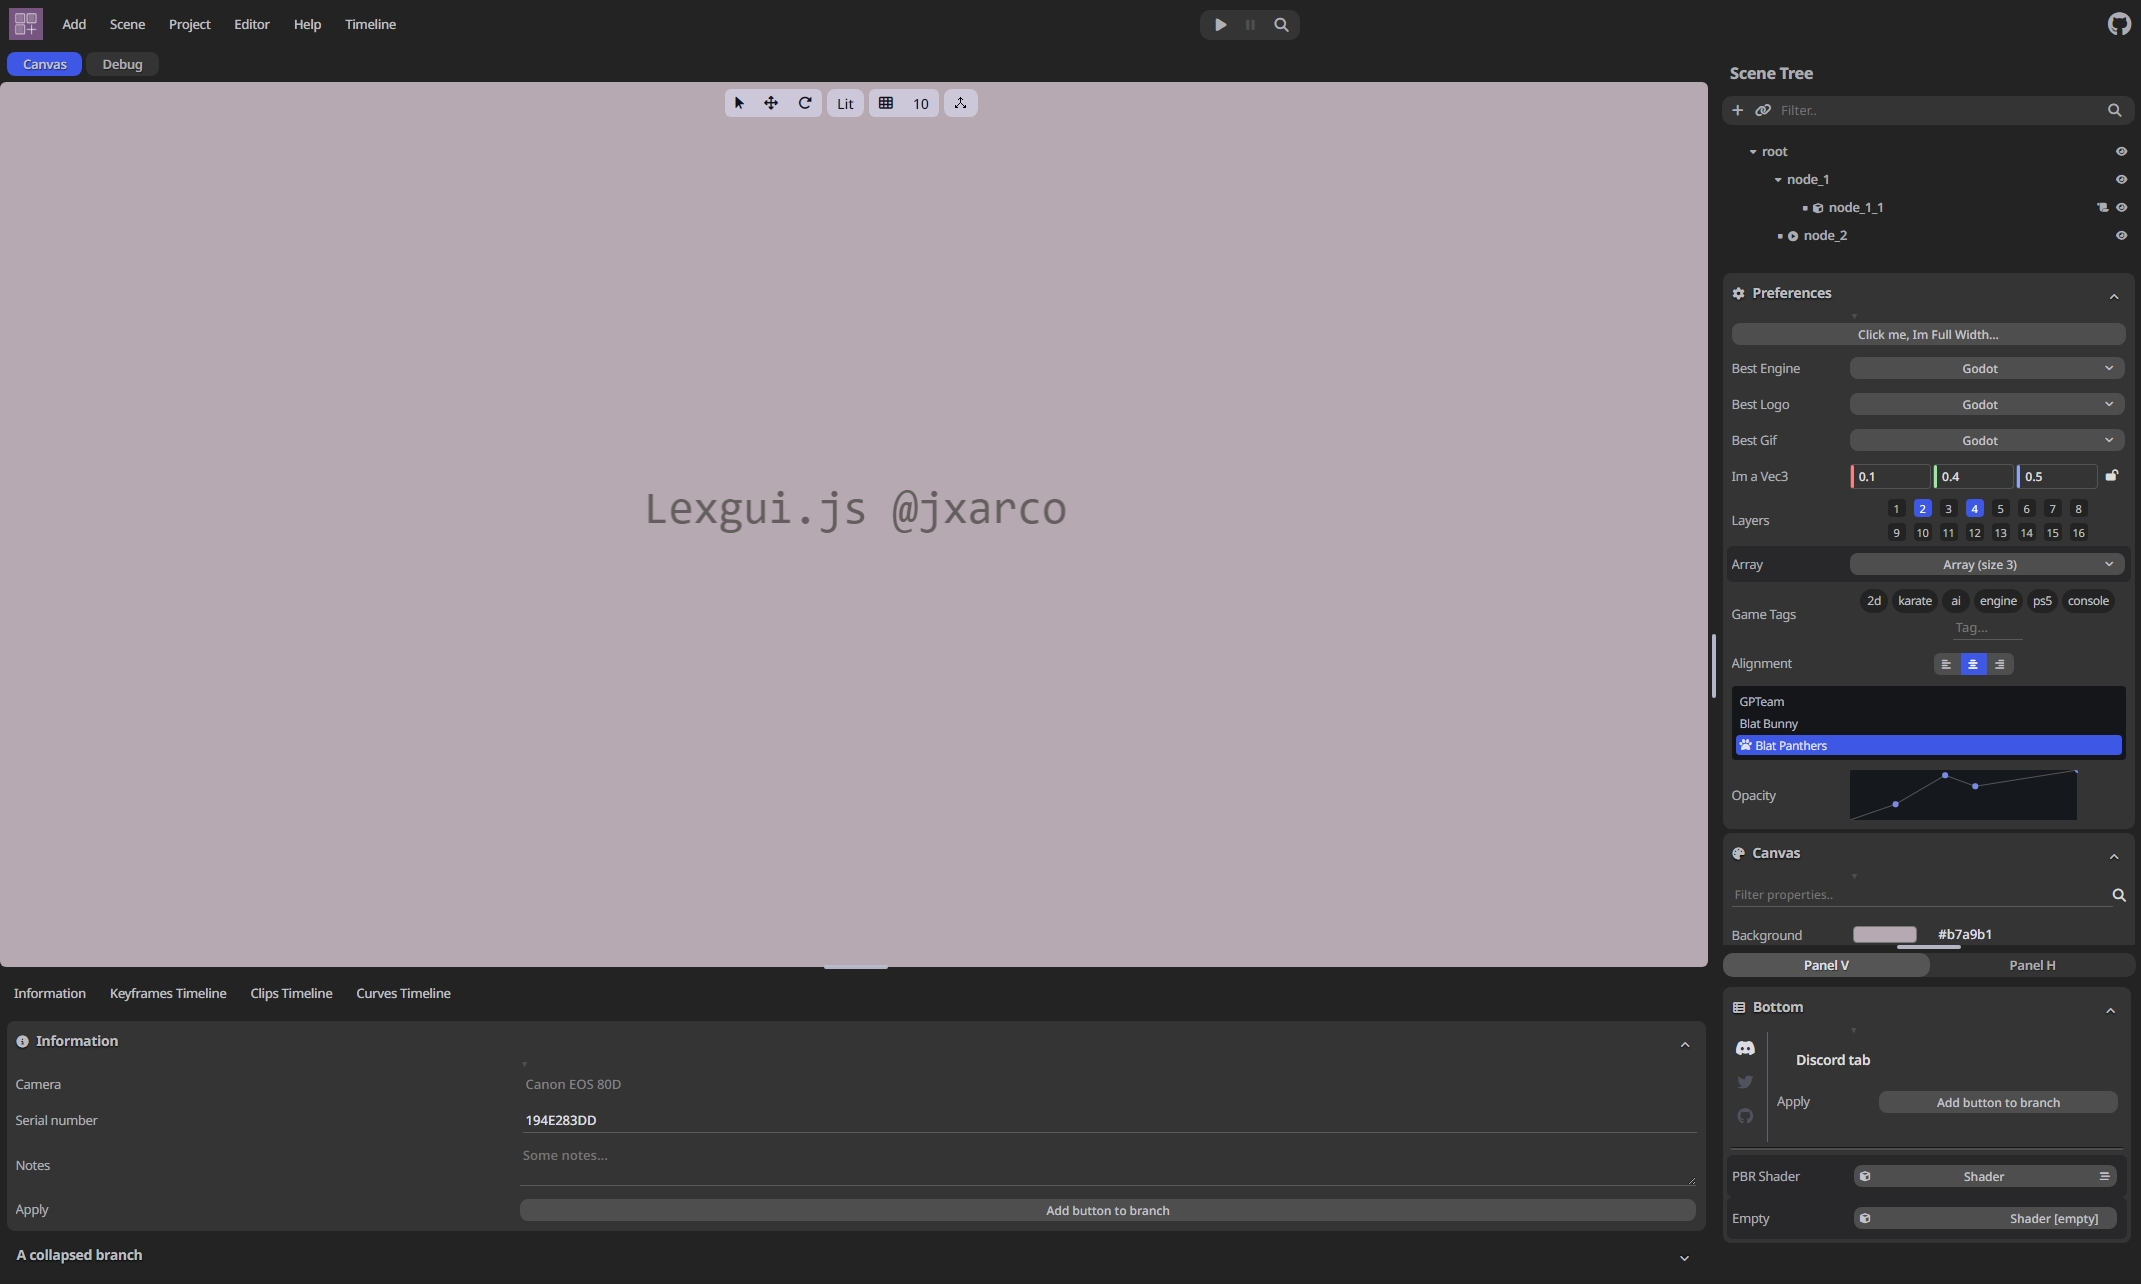 Add Scene Project Editor Help Timeline
Canvas Debug
Lit 10
Lexgui.js @jxarco
Information Keyframes Timeline Clips Timeline Curves Timeline
Information
Camera Canon EOS 80D
Serial number 194E283DD
Notes Some notes...
Apply Add button to branch
A collapsed branch
Scene Tree
Filter..
root
node_1
node_1_1
node_2
Preferences
Click me, Im Full Width...
Best Engine Godot
Best Logo Godot
Best Gif Godot
Im a Vec3 0.1 0.4 0.5
Layers
1 2 3 4 5 6 7 8
9 10 11 12 13 14 15 16
Array Array (size 3)
Game Tags
2d karate ai engine ps5 console
Tag...
Alignment
GPTeam
Blat Bunny
Blat Panthers
Opacity
Canvas
Filter properties..
Background #b7a9b1
Panel V Panel H
Bottom
Discord tab
Apply Add button to branch
PBR Shader Shader
Empty Shader [empty]